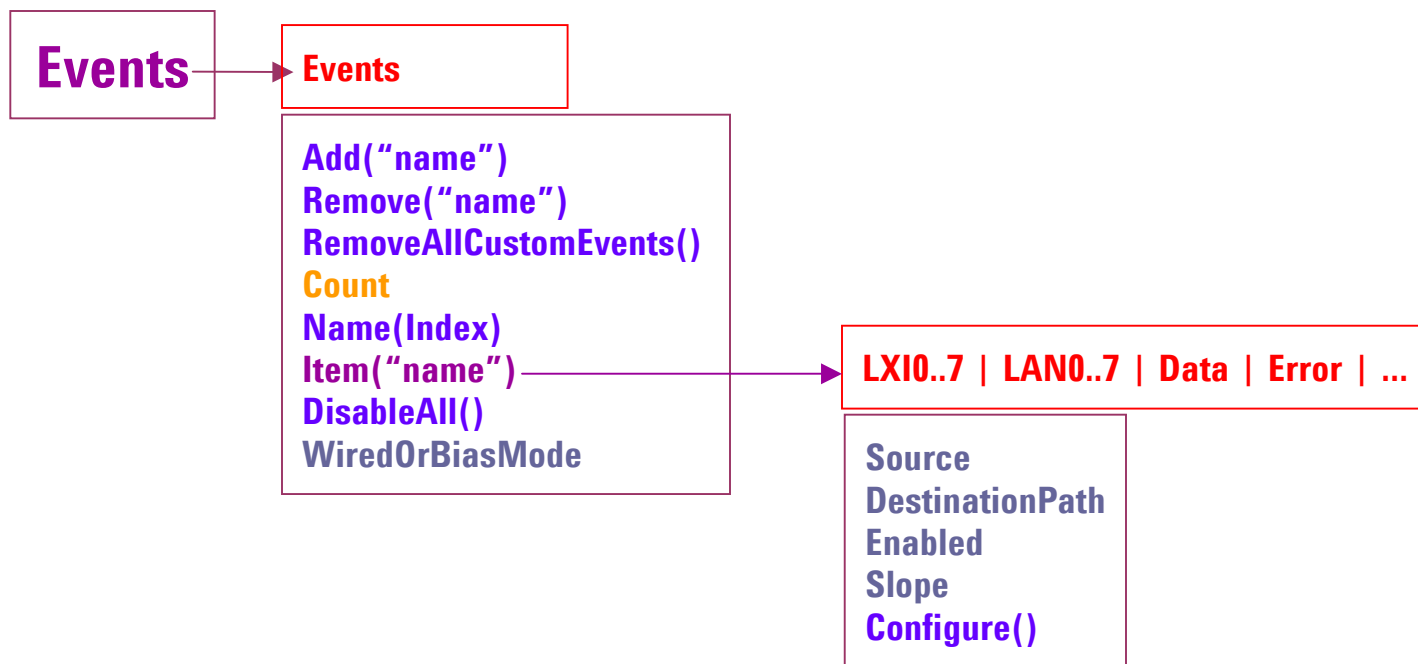 Events
Events
Add(“name”)
Remove(“name”)
RemoveAllCustomEvents()
Count
Name(Index)
Item(“name”)
DisableAll()
WiredOrBiasMode
LXI0..7 | LAN0..7 | Data | Error | ...
Source
DestinationPath
Enabled
Slope
Configure()